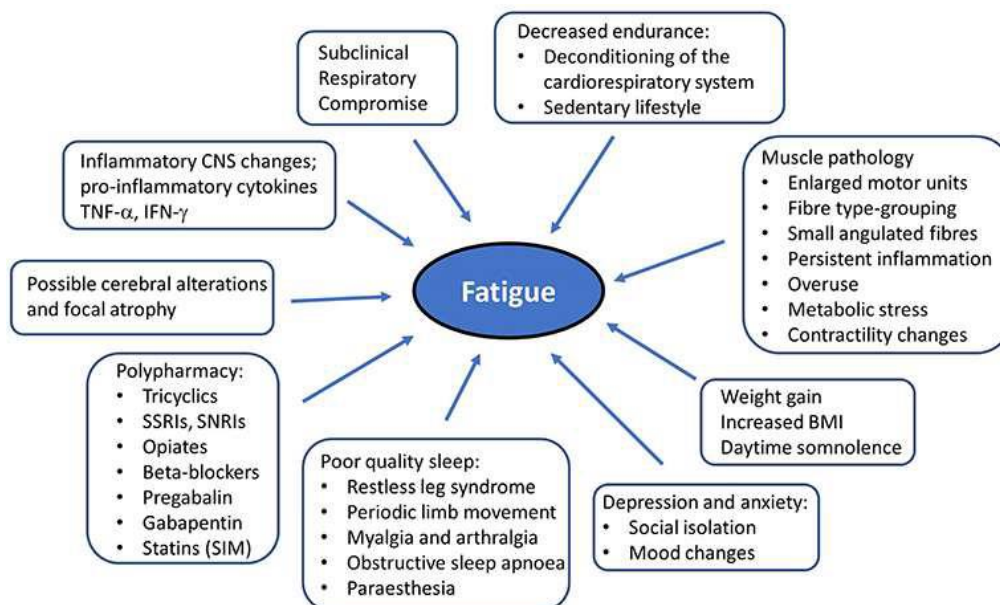 Subclinical
Respiratory
Compromise
Decreased endurance:
• Deconditioning of the
cardiorespiratory system
• Sedentary lifestyle
Inflammatory CNS changes;
pro-inflammatory cytokines
TNF-α, IFN-γ
Muscle pathology
• Enlarged motor units
• Fibre type-grouping
• Small angulated fibres
• Persistent inflammation
• Overuse
• Metabolic stress
• Contractility changes
Possible cerebral alterations
and focal atrophy
Fatigue
Polypharmacy:
• Tricyclics
• SSRIs, SNRIs
• Opiates
• Beta-blockers
• Pregabalin
• Gabapentin
• Statins (SIM)
Poor quality sleep:
• Restless leg syndrome
• Periodic limb movement
• Myalgia and arthralgia
• Obstructive sleep apnoea
• Paraesthesia
Depression and anxiety:
• Social isolation
• Mood changes
Weight gain
Increased BMI
Daytime somnolence